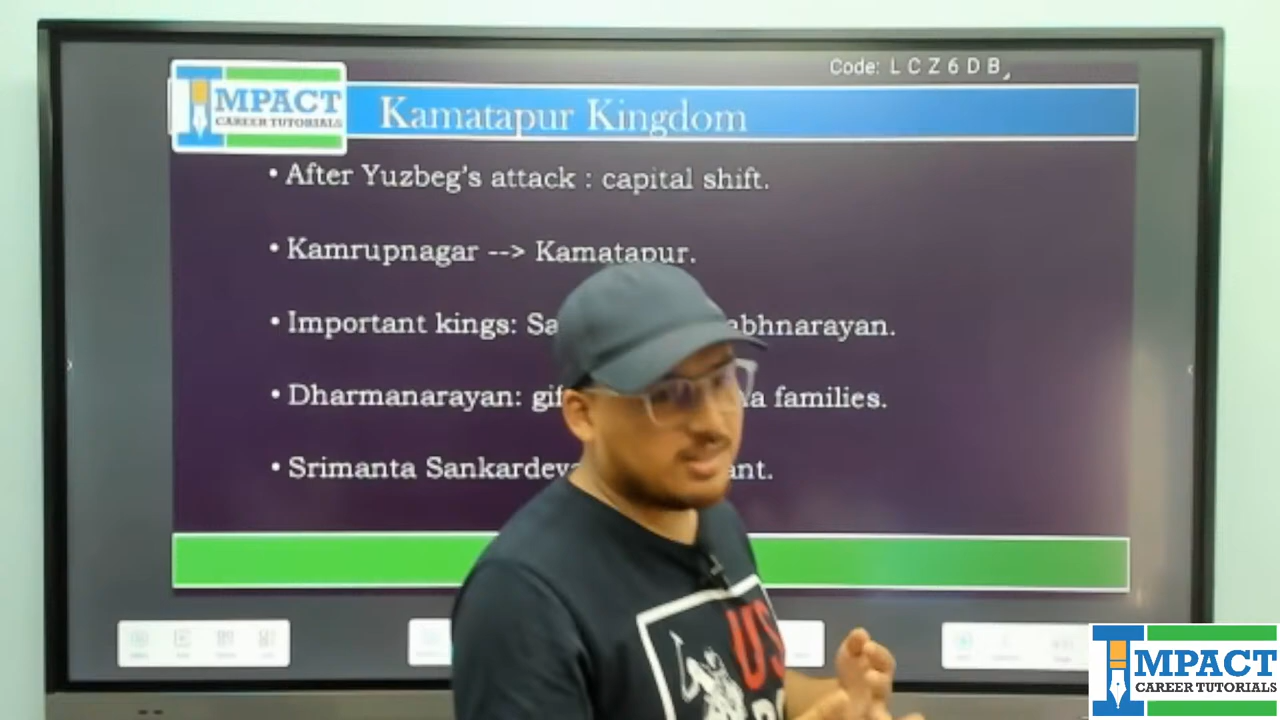 Code: L C Z 6 D B
IMPACT
CAREER TUTORIALS
Kamatapur Kingdom
• After Yuzbeg's attack : capital shift.
• Kamrupnagar --> Kamatapur.
• Important kings: Sa abhnarayan.
• Dharmanarayan: gif a families.
• Srimanta Sankardev ant.
US
IMPACT
CAREER TUTORIALS